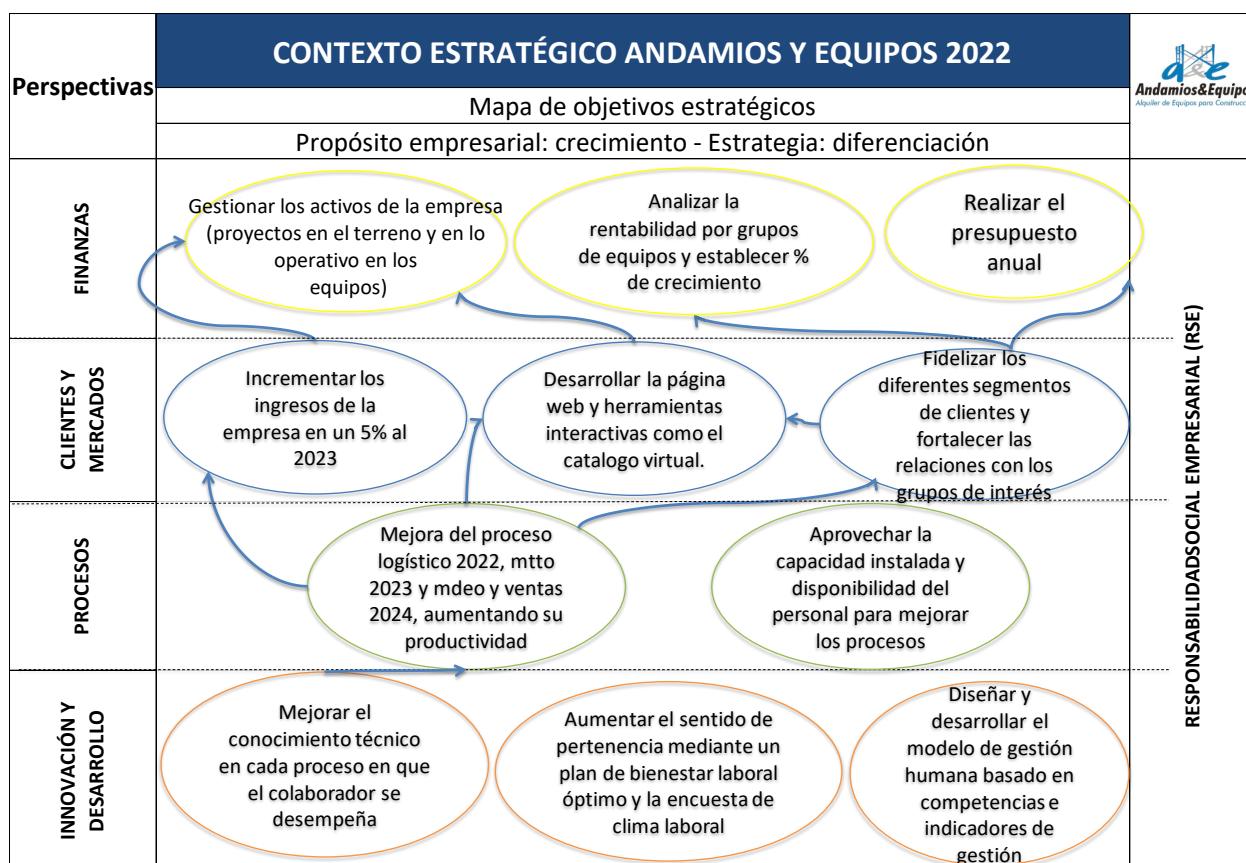 CONTEXTO ESTRATÉGICO ANDAMIOS Y EQUIPOS 2022
Perspectivas
a&e
Andamios&Equipo
Alquiler de Equipos para Construcc
Mapa de objetivos estratégicos
Propósito empresarial: crecimiento - Estrategia: diferenciación
FINANZAS
Gestionar los activos de la empresa
(proyectos en el terreno y en lo
operativo en los
equipos)
Analizar la
rentabilidad por grupos
de equipos y establecer %
de crecimiento
Realizar el
presupuesto
anual
CLIENTES Y
MERCADOS
Incrementar los
ingresos de la
empresa en un 5% al
2023
Desarrollar la página
web y herramientas
interactivas como el
catalogo virtual.
Fidelizar los
diferentes segmentos
de clientes y
fortalecer las
relaciones con los
grupos de interés
PROCESOS
Mejora del proceso
logístico 2022, mtto
2023 y mdeo y ventas
2024, aumentando su
productividad
Aprovechar la
capacidad instalada y
disponibilidad del
personal para mejorar
los procesos
INNOVACIÓN Y
DESARROLLO
Mejorar el
conocimiento técnico
en cada proceso en que
el colaborador se
desempeña
Aumentar el sentido de
pertenencia mediante un
plan de bienestar laboral
óptimo y la encuesta de
clima laboral
Diseñar y
desarrollar el
modelo de gestión
humana basado en
competencias e
indicadores de
gestión
RESPONSABILIDADSOCIAL EMPRESARIAL (RSE)